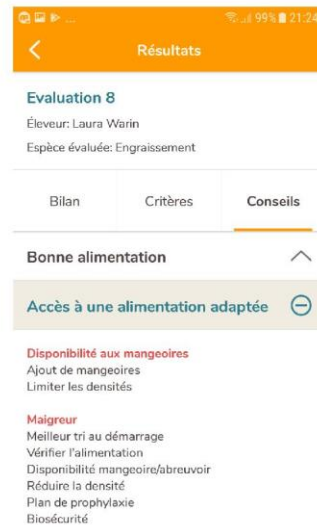 99% 21:24
Résultats
Evaluation 8
Éleveur: Laura Warin
Espèce évaluée: Engraissement
Bilan Critères Conseils
Bonne alimentation
Accès à une alimentation adaptée
Disponibilité aux mangeoires
Ajout de mangeoires
Limiter les densités
Maigreur
Meilleur tri au démarrage
Vérifier l'alimentation
Disponibilité mangeoire/abreuvoir
Réduire la densité
Plan de prophylaxie
Biosécurité